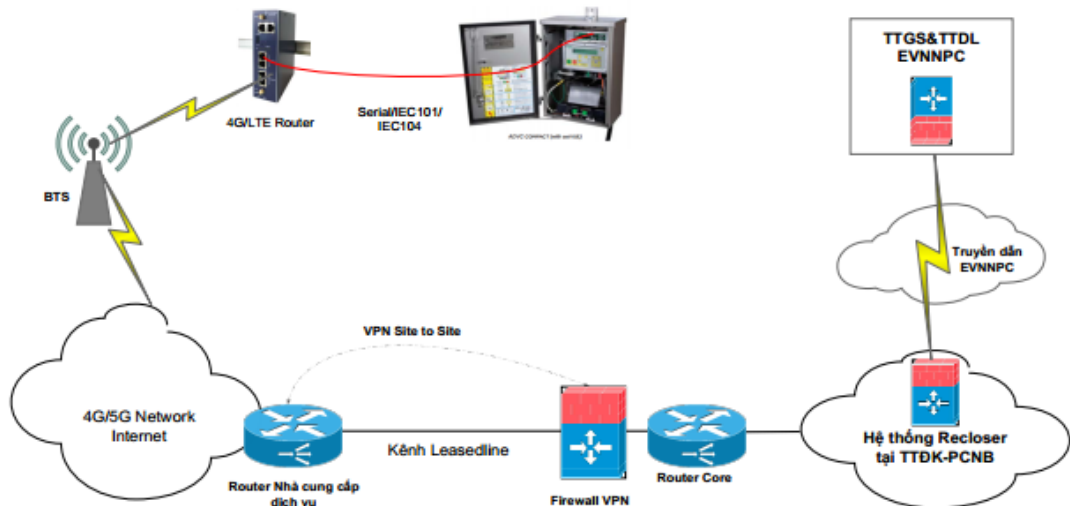 TTGS&TTDL
EVNNPC
4G/LTE Router
Serial/IEC101/
IEC104
ADVC COMPACT
BTS
Truyền dẫn
EVNNPC
VPN Site to Site
4G/5G Network
Internet
Kênh Leasedline
Router Nhà cung cấp
dịch vụ
Firewall VPN
Router Core
Hệ thống Recloser
tại TTĐK-PCNB